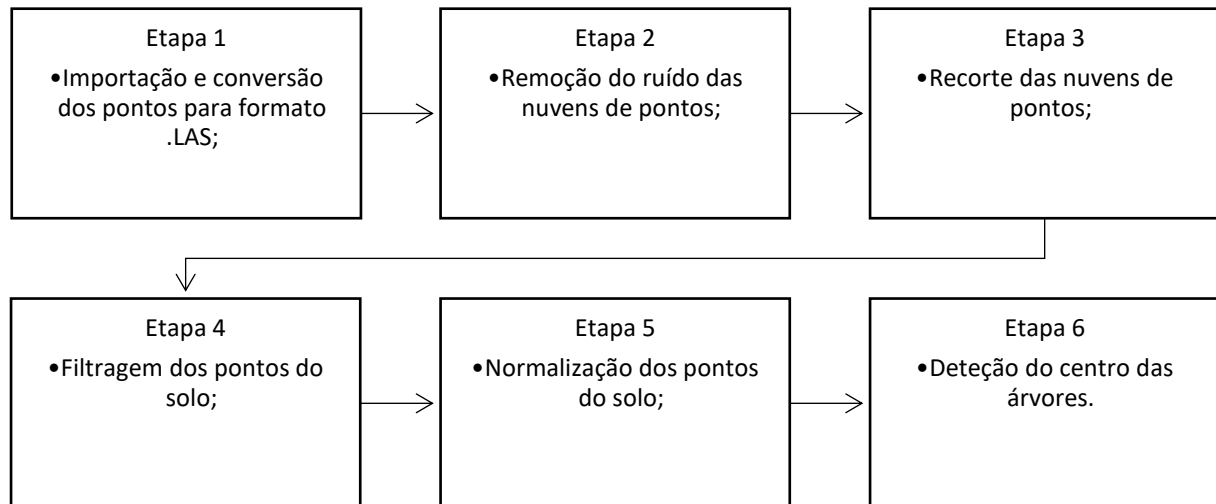 Etapa 1
•Importação e conversão
dos pontos para formato
.LAS;
Etapa 2
•Remoção do ruído das
nuvens de pontos;
Etapa 3
•Recorte das nuvens de
pontos;
Etapa 4
•Filtragem dos pontos do
solo;
Etapa 5
•Normalização dos pontos
do solo;
Etapa 6
•Deteção do centro das
árvores.